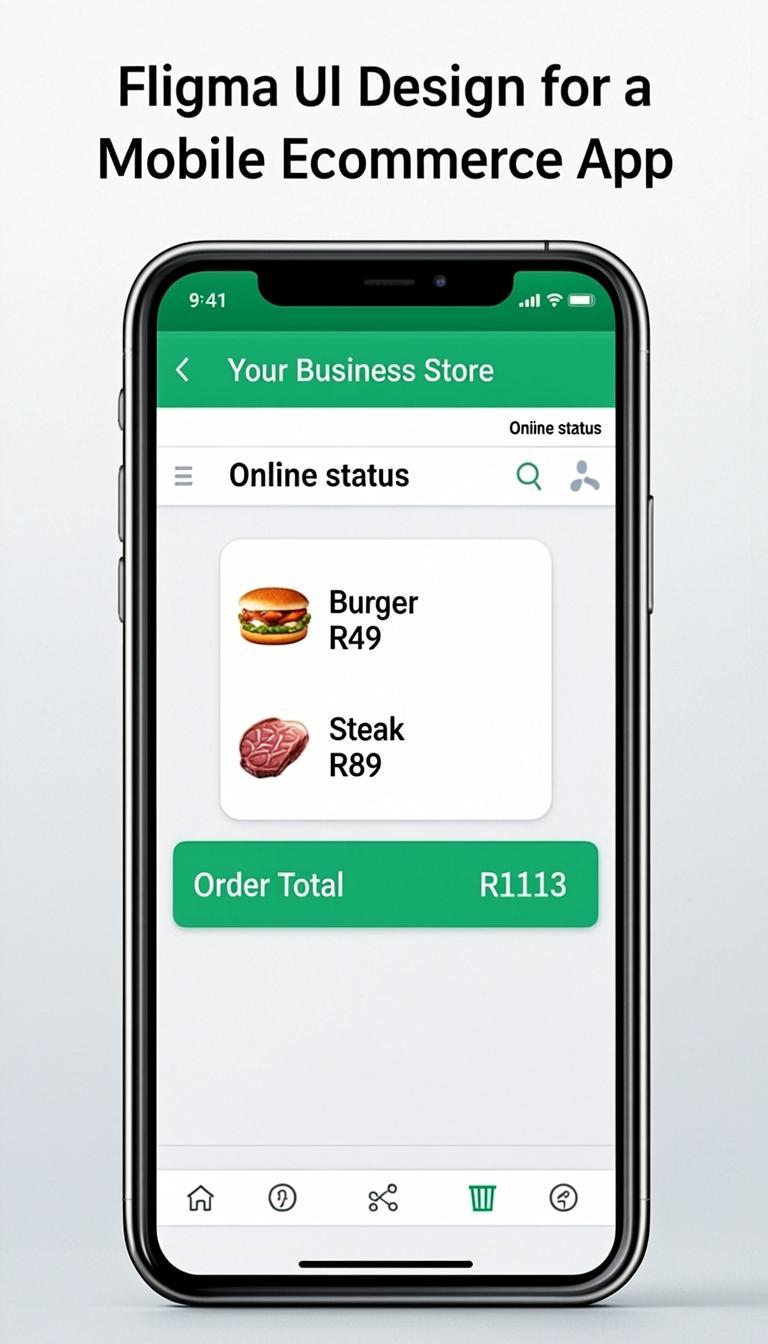 Fligma UI Design for a
Mobile Ecommerce App
9:41
Your Business Store
Oniine status
Online status
Burger
R49
Steak
R89
Order Total R1113